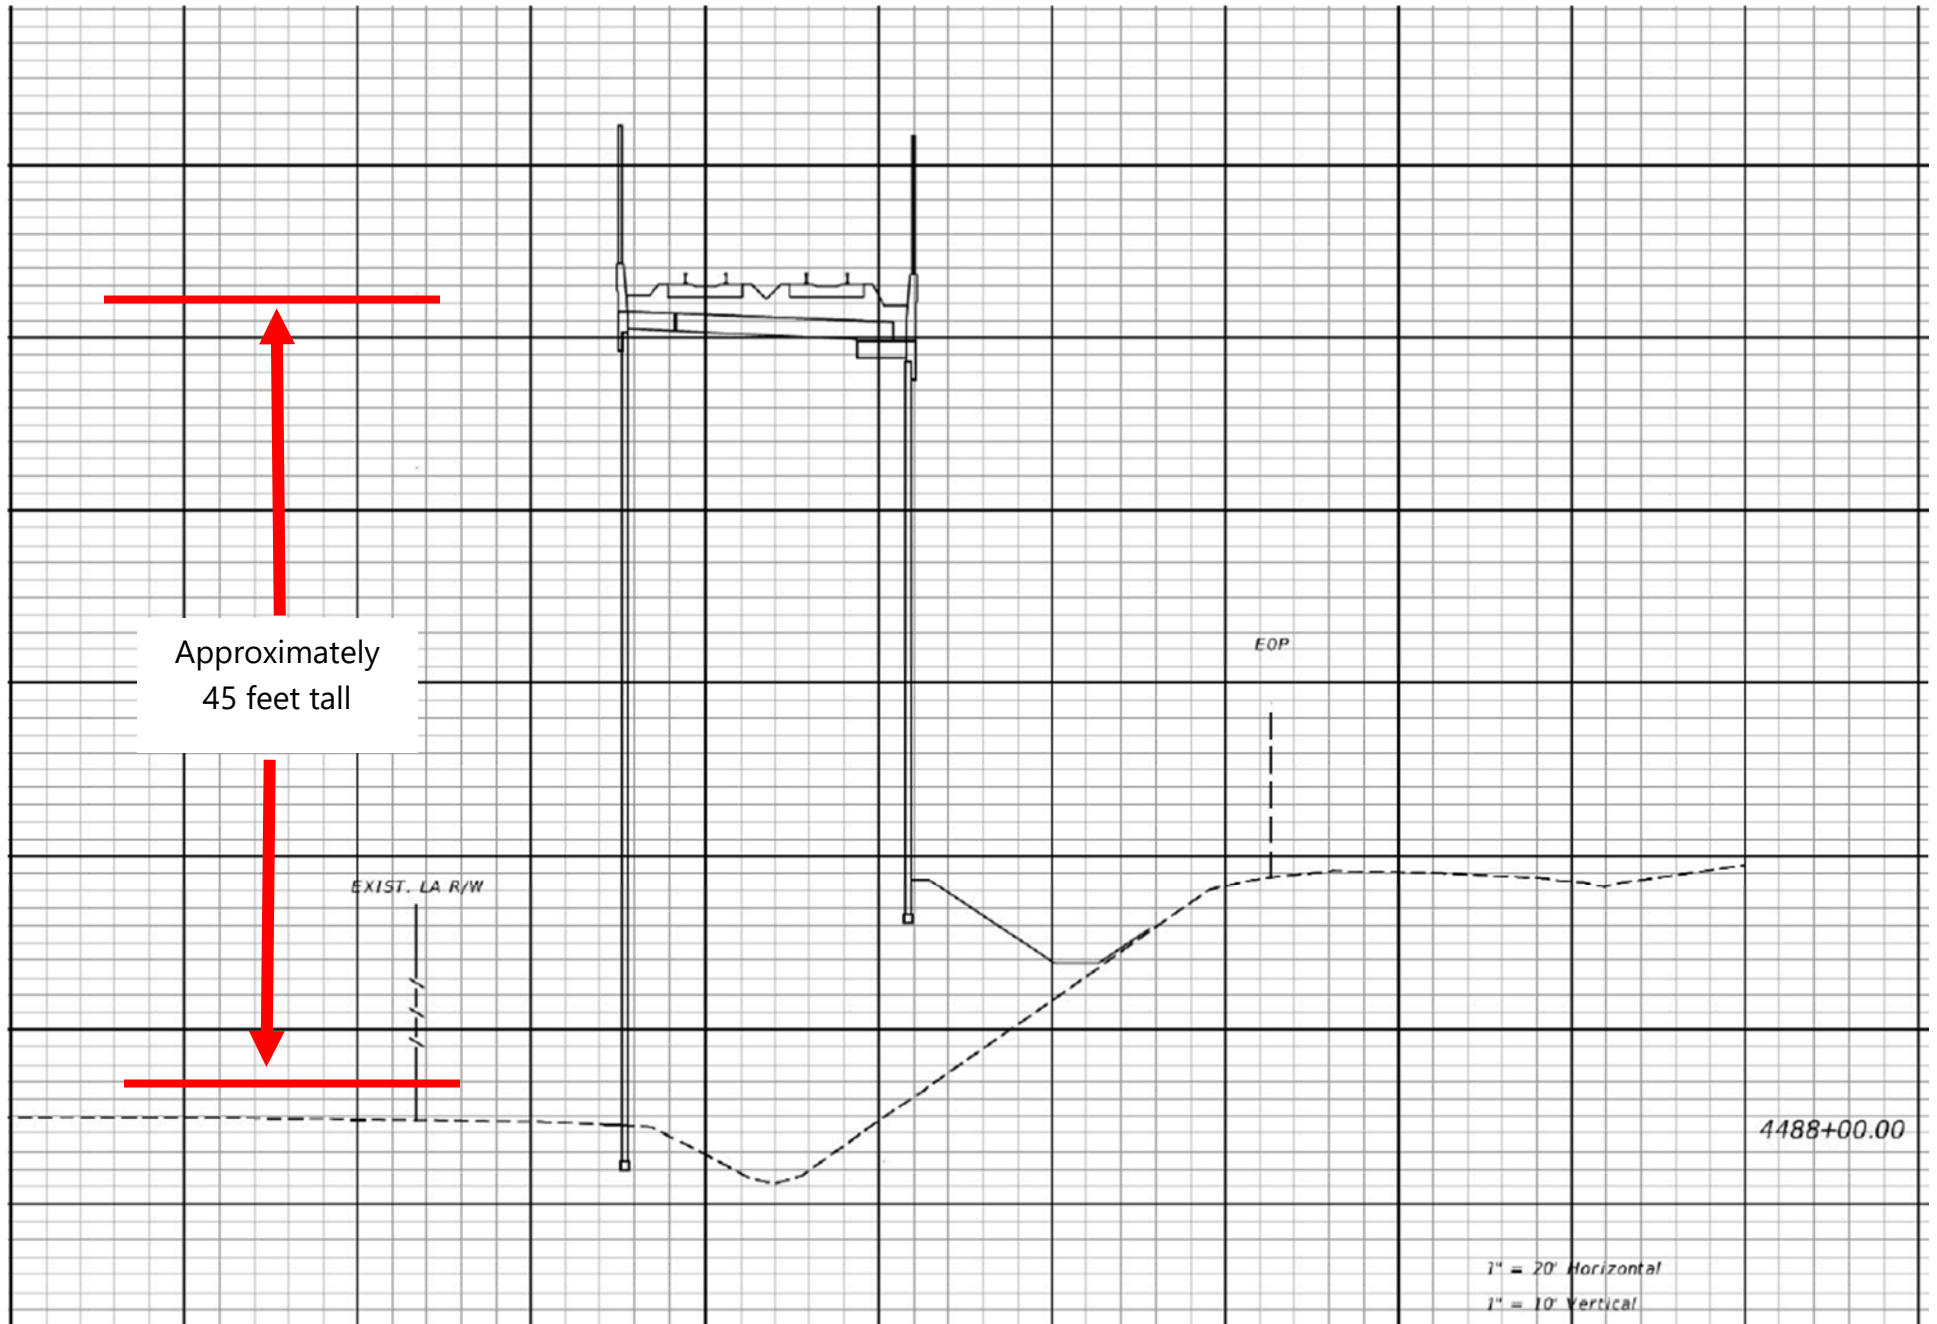 Approximately
45 feet tall
EOP
EXIST. LA R/W
4488+00.00
1" = 20' Horizontal
1" = 10' Vertical